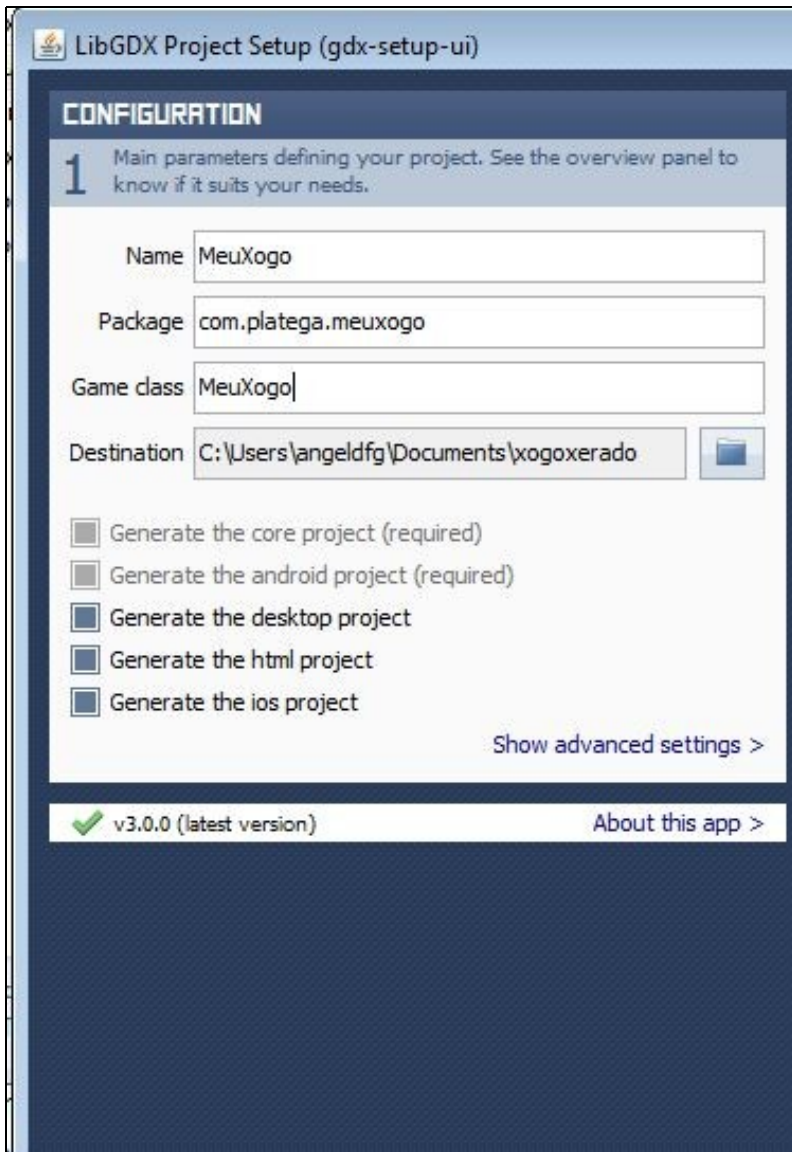 LibGDX Project Setup (gdx-setup-ui)
CONFIGURATION
1
Main parameters defining your project. See the overview panel to
know if it suits your needs.
Name MeuXogo
Package com.platega.meuxogo
Game class MeuXogo
Destination C:\Users\angeldfg\Documents\xogoxerado
Generate the core project (required)
Generate the android project (required)
Generate the desktop project
Generate the html project
Generate the ios project
Show advanced settings >
v3.0.0 (latest version) About this app >